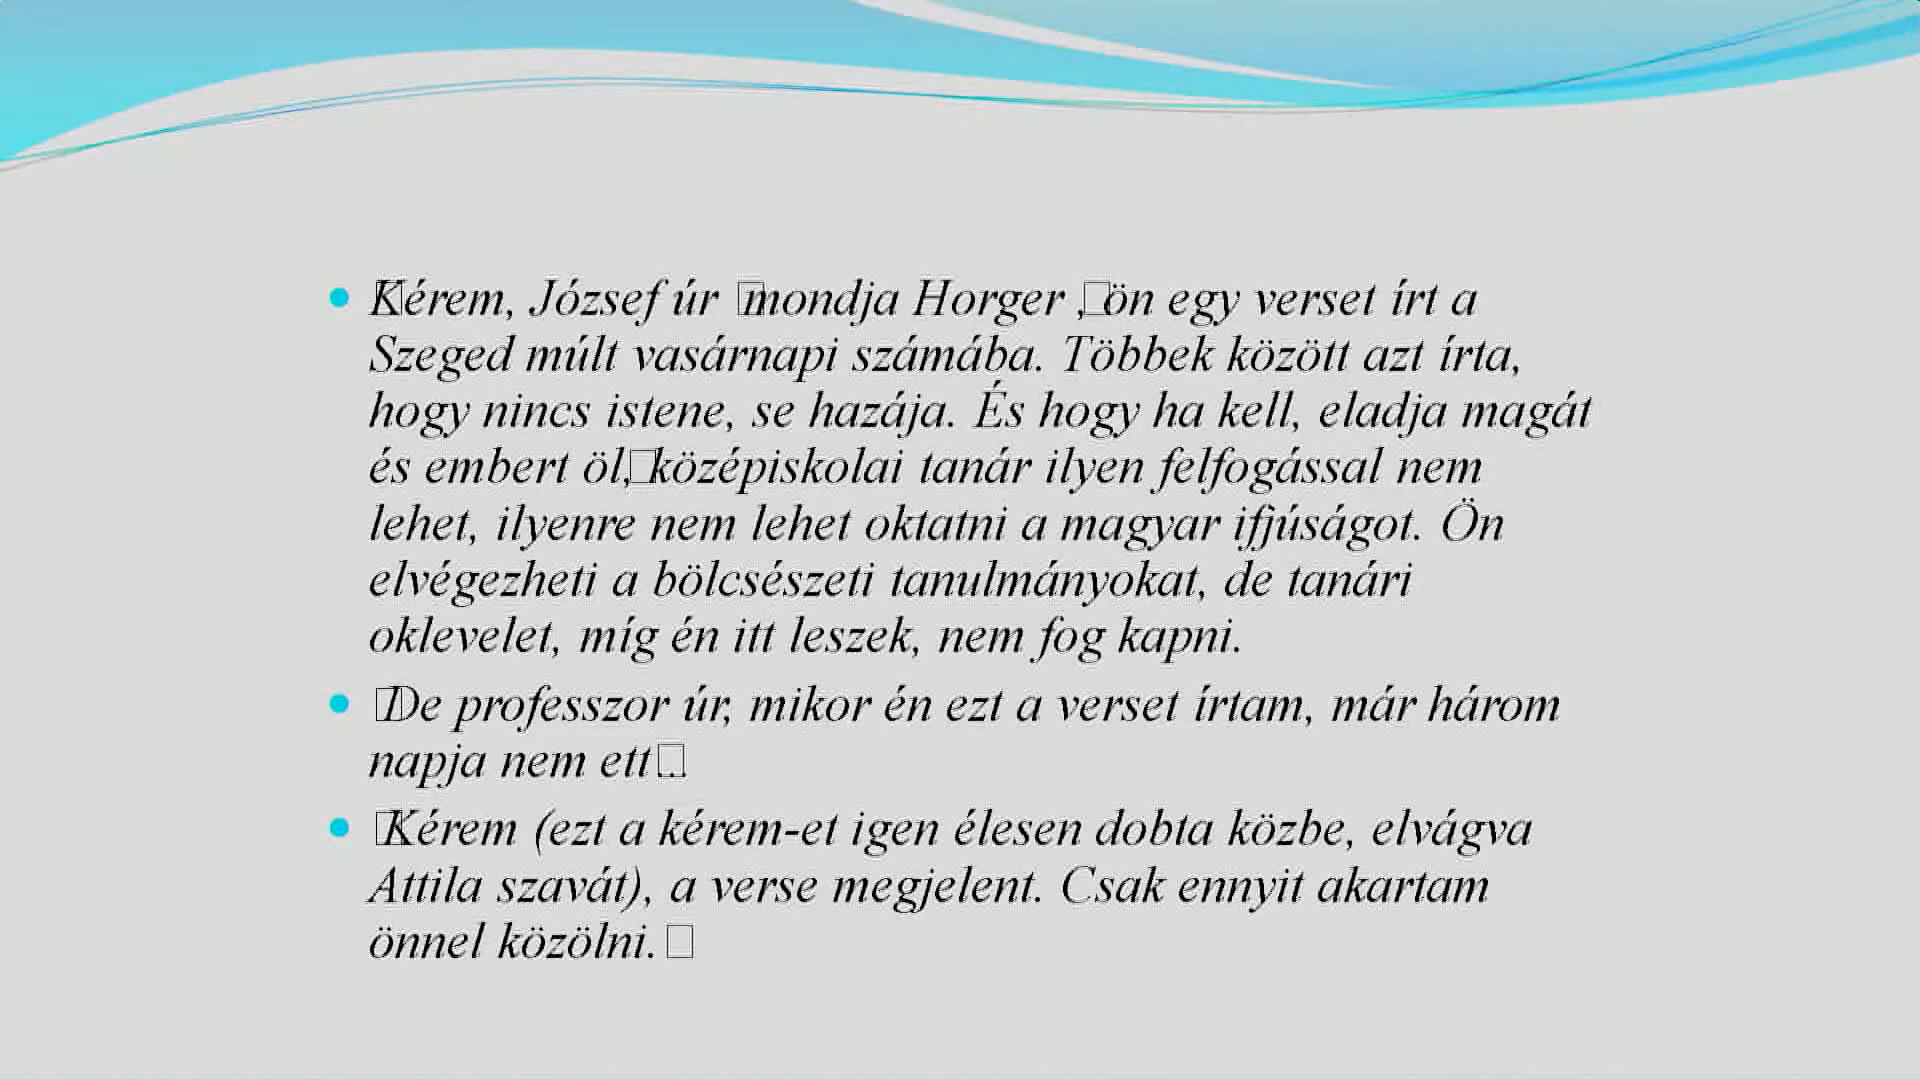 Kérem, József úr □mondja Horger ,□ön egy verset írt a
Szeged múlt vasárnapi számába. Többek között azt írta,
hogy nincs istene, se hazája. És hogy ha kell, eladja magát
és embert öl,□középiskolai tanár ilyen felfogással nem
lehet, ilyenre nem lehet oktatni a magyar ifjúságot. Ön
elvégezheti a bölcsészeti tanulmányokat, de tanári
oklevelet, míg én itt leszek, nem fog kapni.
□De professzor úr, mikor én ezt a verset írtam, már három
napja nem ett□..
□Kérem (ezt a kérem-et igen élesen dobta közbe, elvágva
Attila szavát), a verse megjelent. Csak ennyit akartam
önnel közölni. □